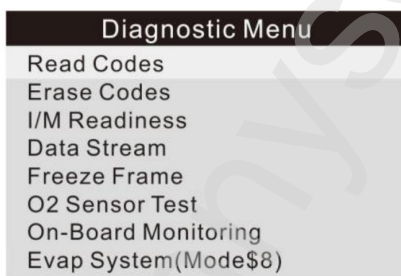 Diagnostic Menu
Read Codes
Erase Codes
I/M Readiness
Data Stream
Freeze Frame
O2 Sensor Test
On-Board Monitoring
Evap System(Mode$8)